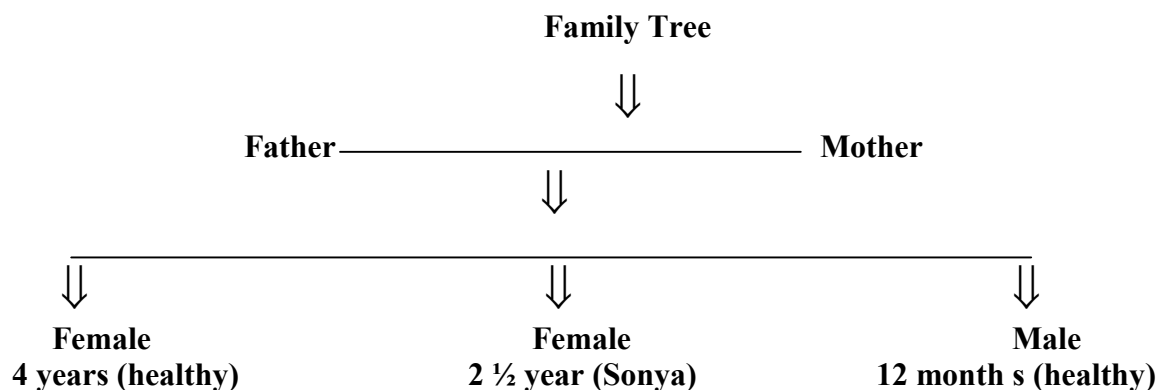 Family Tree
Father Mother
Female Female Male
4 years (healthy) 2 ½ year (Sonya) 12 month s (healthy)